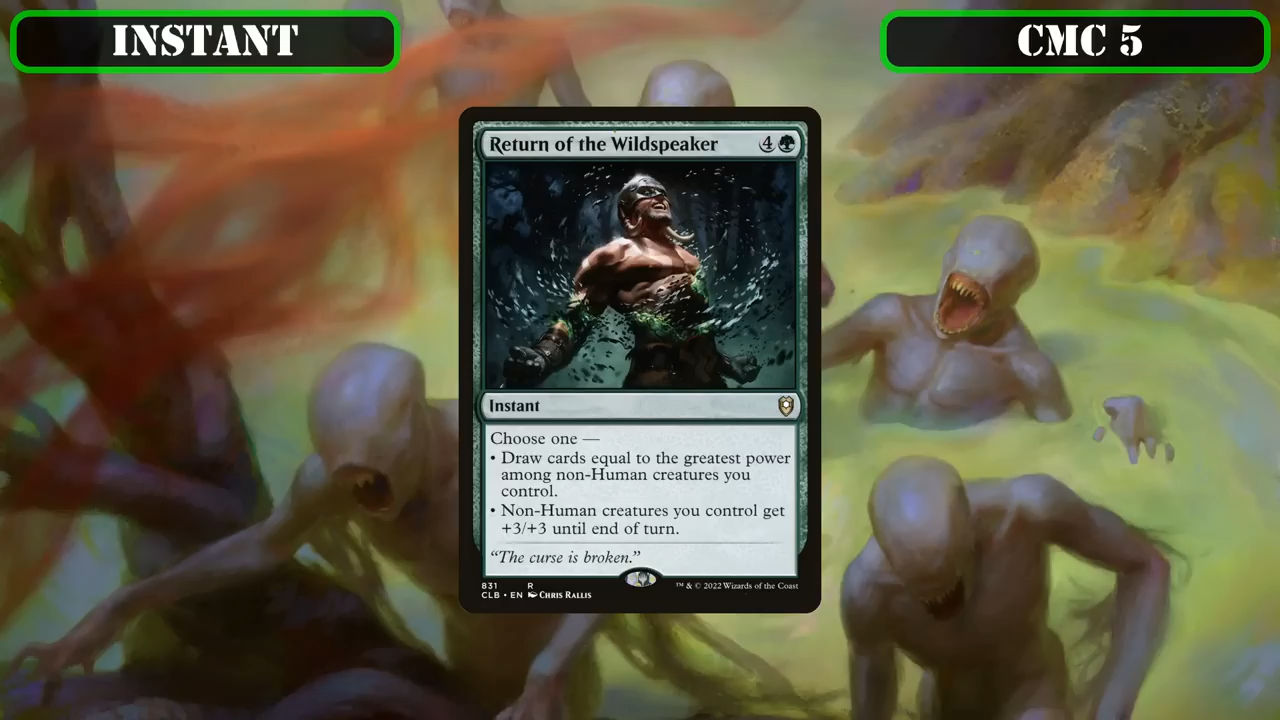 INSTANT
CMC 5
Return of the Wildspeaker 4
Instant
Choose one —
• Draw cards equal to the greatest power
among non-Human creatures you
control.
• Non-Human creatures you control get
+3/+3 until end of turn.
“The curse is broken.”
831 R
CLB • EN Chris Rallis
™ & © 2022 Wizards of the Coast